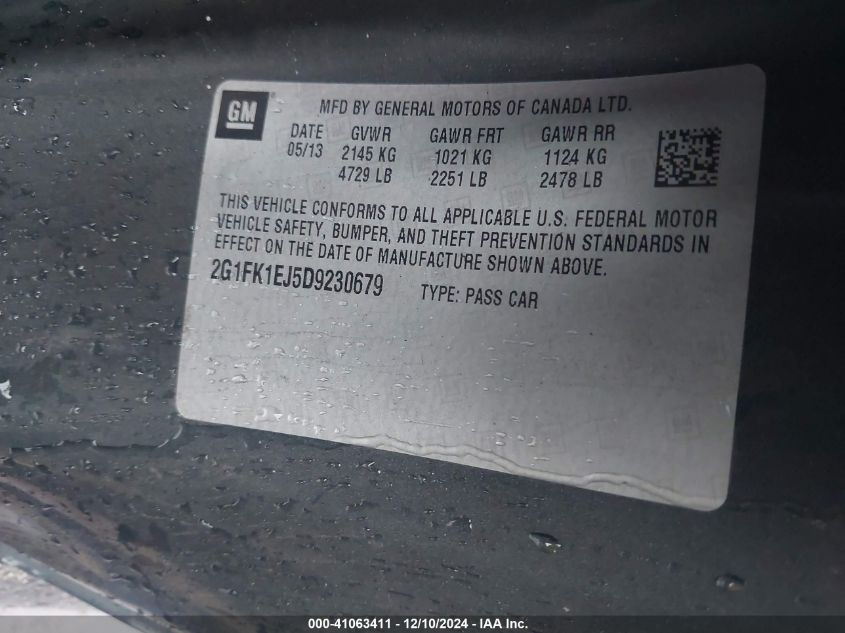 GM
MFD BY GENERAL MOTORS OF CANADA LTD.
DATE GVWR GAWR FRT GAWR RR
05/13 2145 KG 1021 KG 1124 KG
4729 LB 2251 LB 2478 LB
THIS VEHICLE CONFORMS TO ALL APPLICABLE U.S. FEDERAL MOTOR
VEHICLE SAFETY, BUMPER, AND THEFT PREVENTION STANDARDS IN
EFFECT ON THE DATE OF MANUFACTURE SHOWN ABOVE.
2G1FK1EJ5D9230679 TYPE: PASS CAR
000-41063411 - 12/10/2024 - IAA Inc.